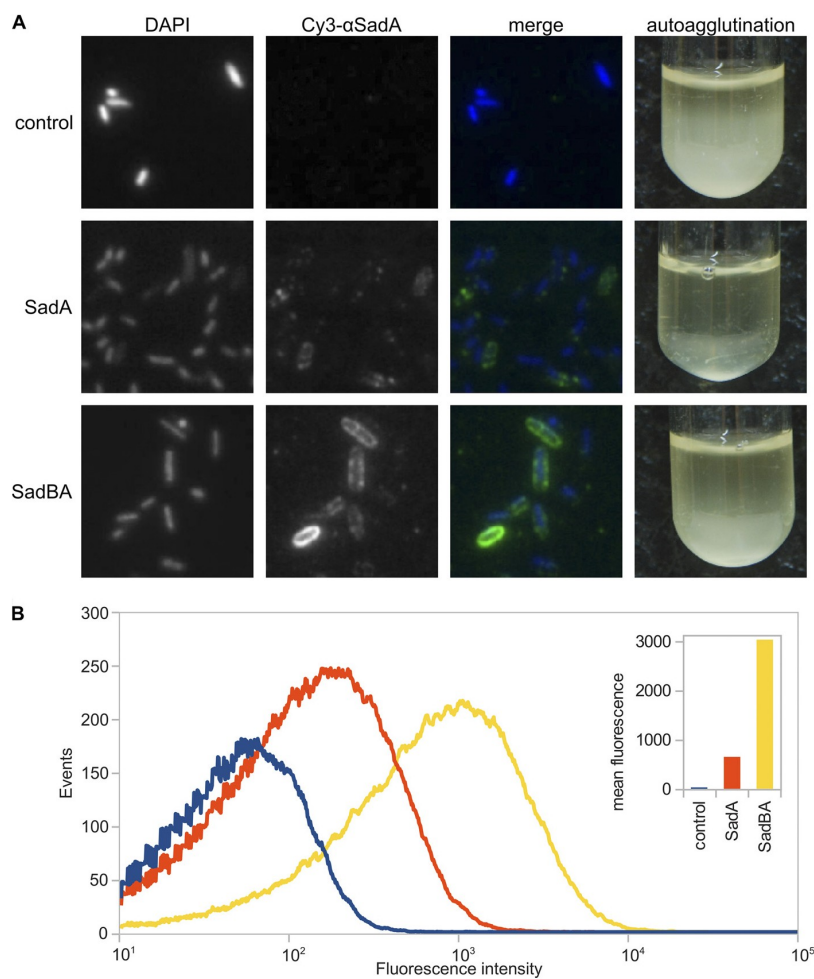 A
DAPI Cy3-αSadA merge autoagglutination
control
SadA
SadBA
B
300
250
200
150
100
50
0
Events
10¹ 10² 10³ 10⁴ 10⁵
Fluorescence intensity
3000
2000
1000
0
mean fluorescence
control
SadA
SadBA